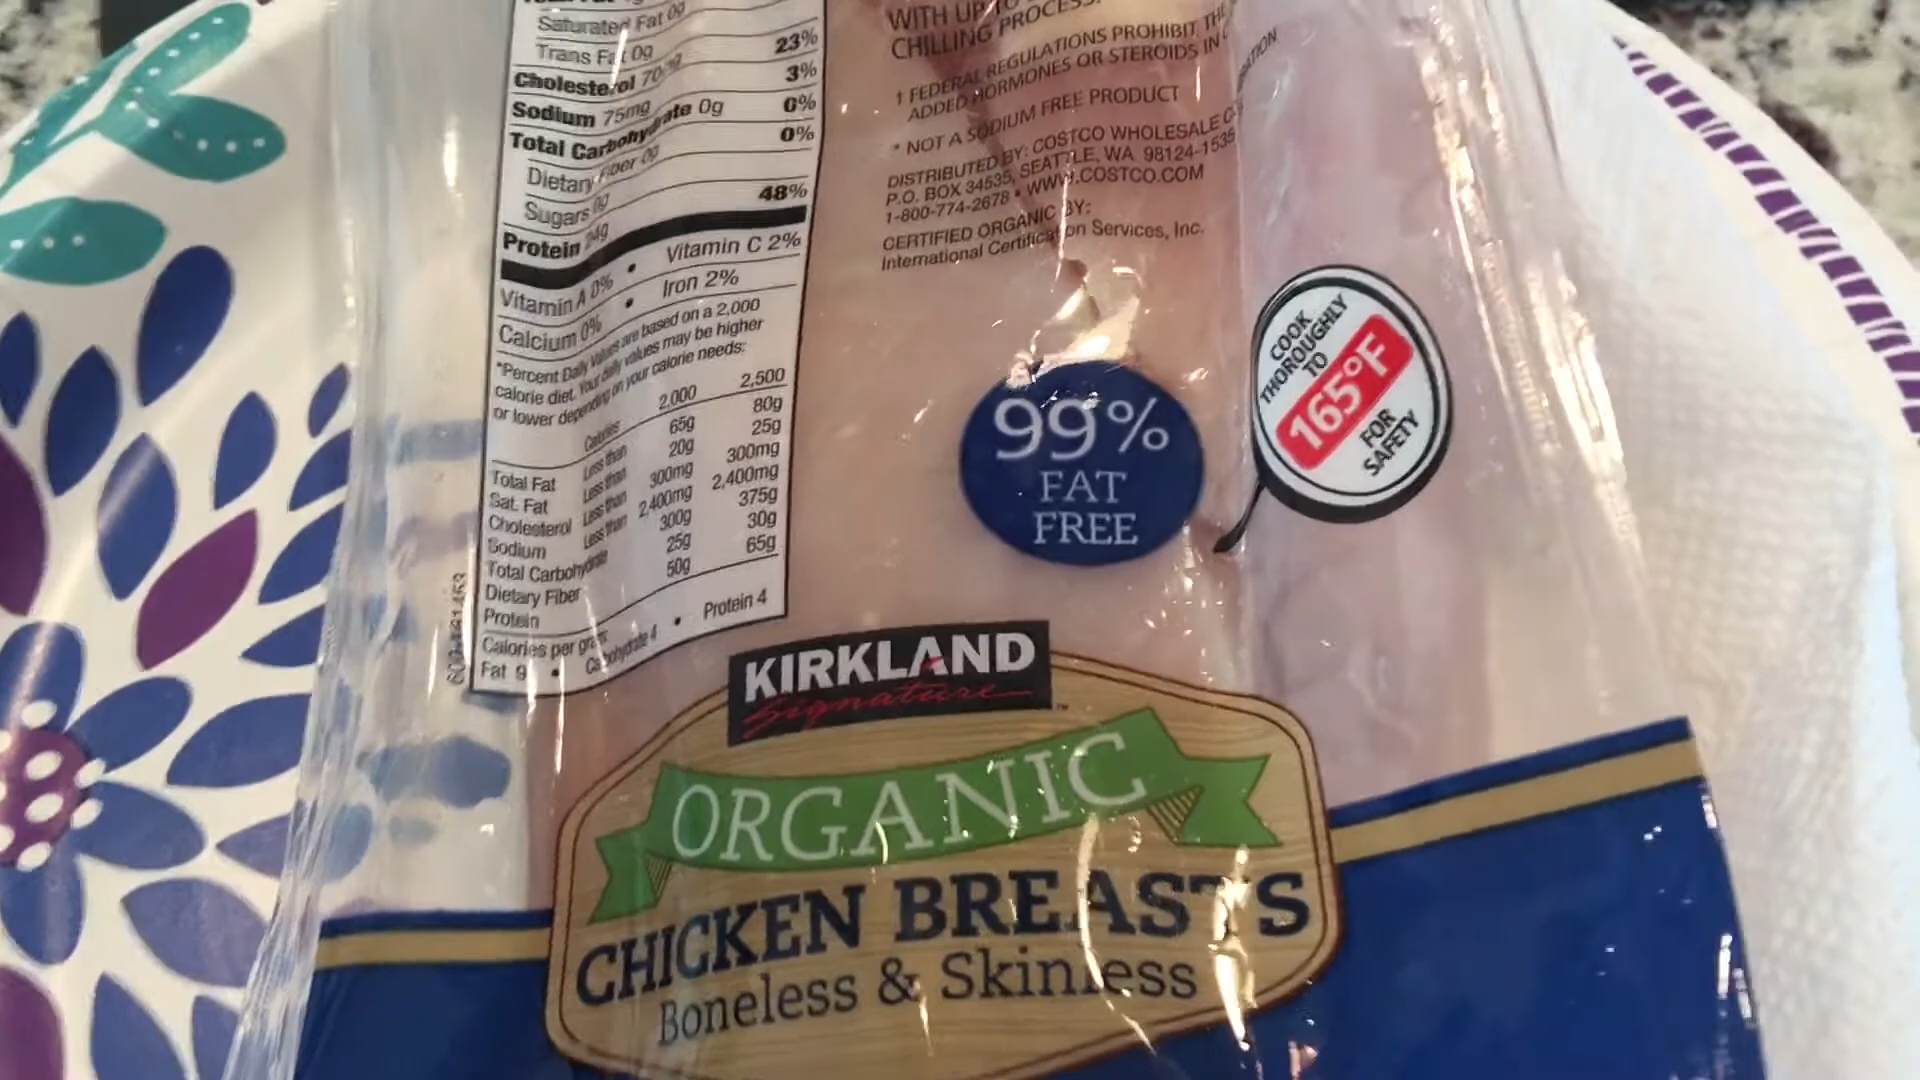 Saturated Fat 0g
Trans Fat 0g
Cholesterol 70mg 23%
Sodium 75mg 3%
Total Carbohydrate 0g 0%
Dietary Fiber 0g 0%
Sugars 0g
Protein 24g 48%
Vitamin A 0% • Vitamin C 2%
Calcium 0% • Iron 2%
*Percent Daily Values are based on a 2,000
calorie diet. Your daily values may be higher
or lower depending on your calorie needs:
Calories 2,000 2,500
Total Fat Less than 65g 80g
Sat. Fat Less than 20g 25g
Cholesterol Less than 300mg 300mg
Sodium Less than 2,400mg 2,400mg
Total Carbohydrate 300g 375g
Dietary Fiber 25g 30g
Protein 50g 65g
Calories per gram:
Fat 9 • Carbohydrate 4 • Protein 4
WITH UP TO
CHILLING PROCESS.
1 FEDERAL REGULATIONS PROHIBIT THE
ADDED HORMONES OR STEROIDS IN
* NOT A SODIUM FREE PRODUCT
DISTRIBUTED BY: COSTCO WHOLESALE
P.O. BOX 34535, SEATTLE, WA 98124-1535
1-800-774-2678 • WWW.COSTCO.COM
CERTIFIED ORGANIC BY:
International Certification Services, Inc.
COOK
THOROUGHLY
TO
165°F
FOR
SAFETY
99%
FAT
FREE
KIRKLAND
Signature™
ORGANIC
CHICKEN BREASTS
Boneless & Skinless